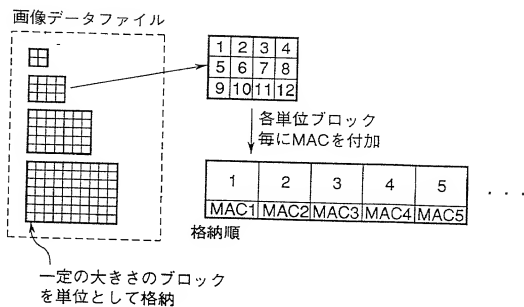 画像データファイル
1 2 3 4
5 6 7 8
9 10 11 12
各単位ブロック
毎にMACを付加
1 2 3 4 5
MAC1 MAC2 MAC3 MAC4 MAC5
・・・
格納順
一定の大きさのブロック
を単位として格納